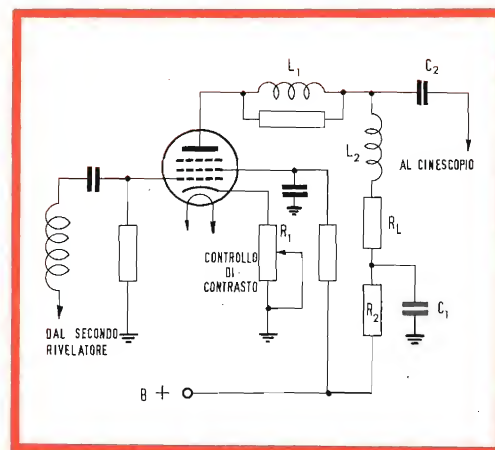 L1
C2
L2
AL CINESCOPIO
RL
R1
CONTROLLO
DI
CONTRASTO
R2
C1
DAL SECONDO
RIVELATORE
B +